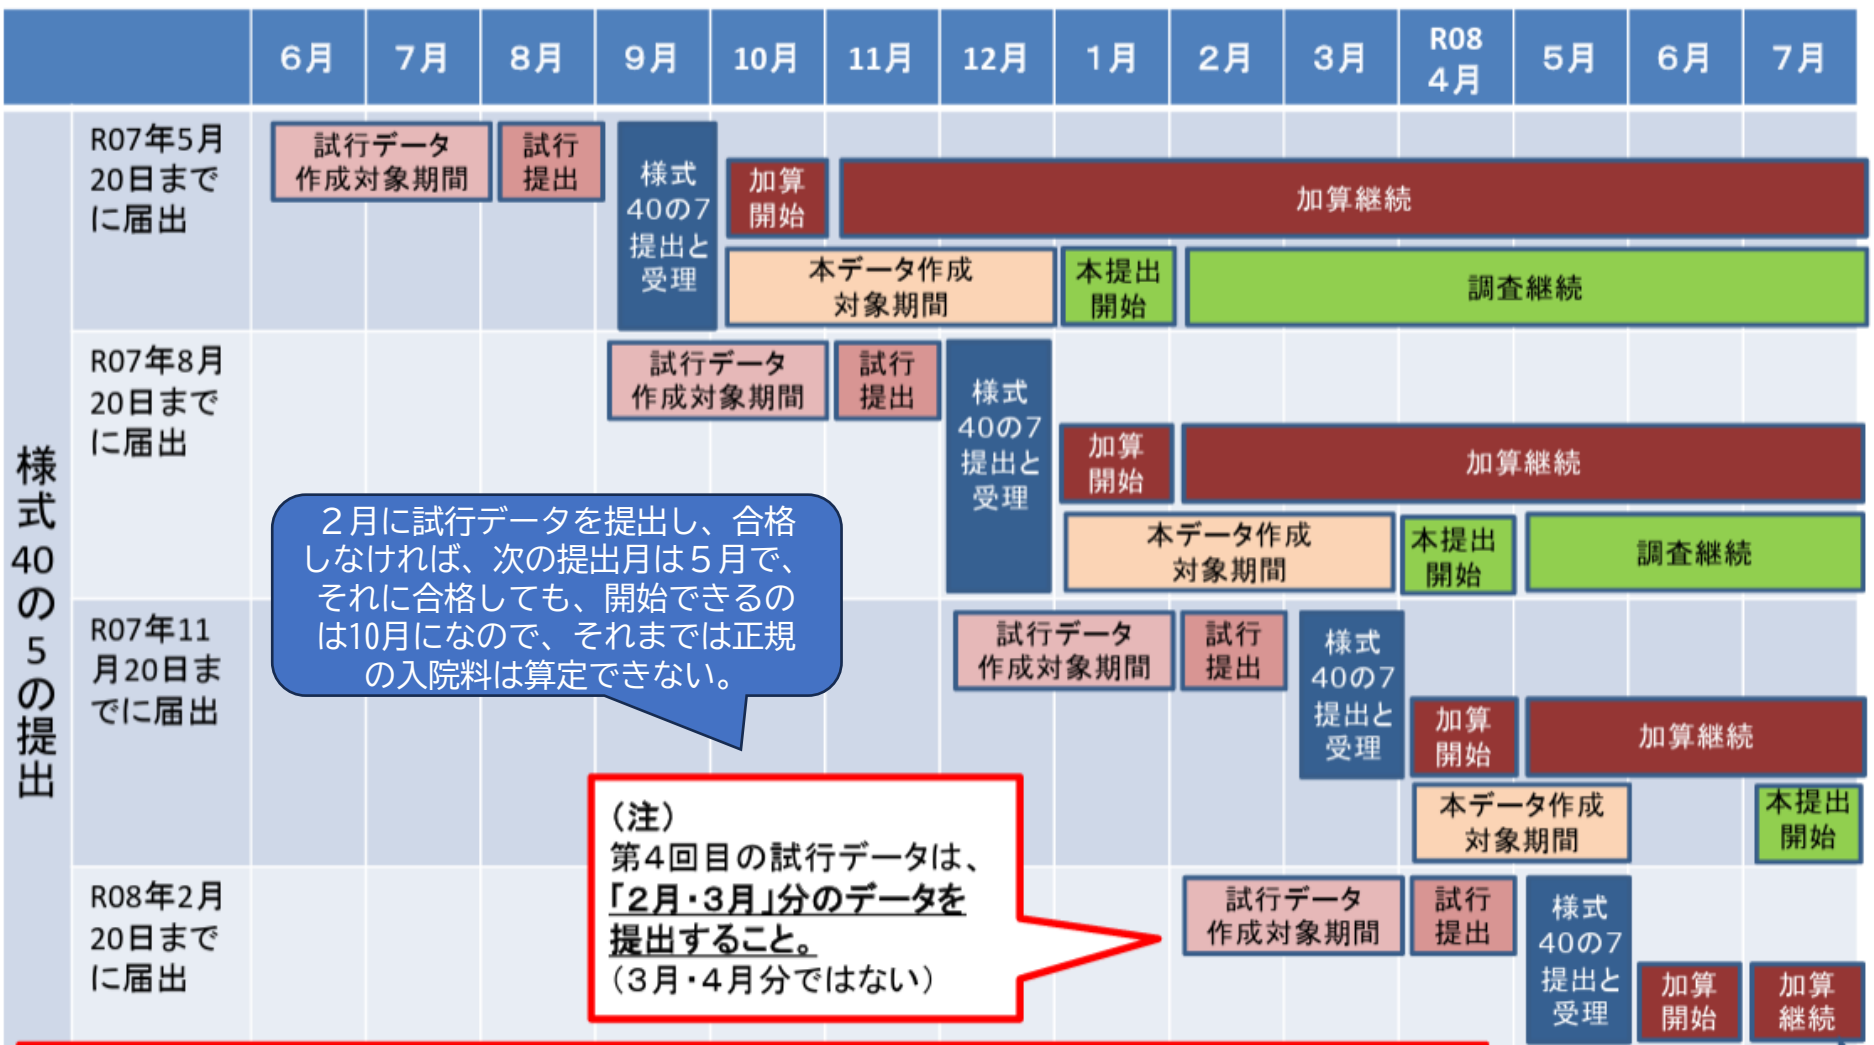 6月
7月
8月
9月
10月
11月
12月
1月
2月
3月
R08
4月
5月
6月
7月
様式40の5の提出
R07年5月
20日まで
に届出
試行データ
作成対象期間
試行
提出
様式
40の7
提出と
受理
加算
開始
加算継続
本データ作成
対象期間
本提出
開始
調査継続
R07年8月
20日まで
に届出
試行データ
作成対象期間
試行
提出
様式
40の7
提出と
受理
加算
開始
加算継続
本データ作成
対象期間
本提出
開始
調査継続
2月に試行データを提出し、合格
しなければ、次の提出月は5月で、
それに合格しても、開始できるの
は10月になので、それまでは正規
の入院料は算定できない。
R07年11
月20日ま
でに届出
試行データ
作成対象期間
試行
提出
様式
40の7
提出と
受理
加算
開始
加算継続
本データ作成
対象期間
本提出
開始
(注)
第4回目の試行データは、
「2月・3月」分のデータを
提出すること。
(3月・4月分ではない)
R08年2月
20日まで
に届出
試行データ
作成対象期間
試行
提出
様式
40の7
提出と
受理
加算
開始
加算
継続